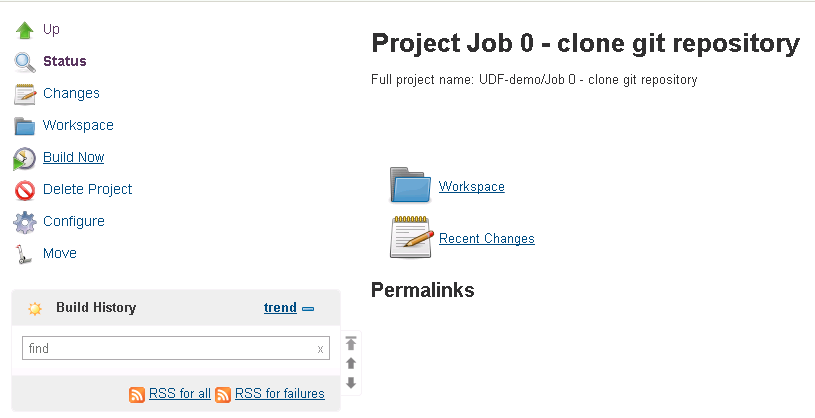 Up
Status
Changes
Workspace
Build Now
Delete Project
Configure
Move
Build History trend
find x
RSS for all RSS for failures
Project Job 0 - clone git repository
Full project name: UDF-demo/Job 0 - clone git repository
Workspace
Recent Changes
Permalinks